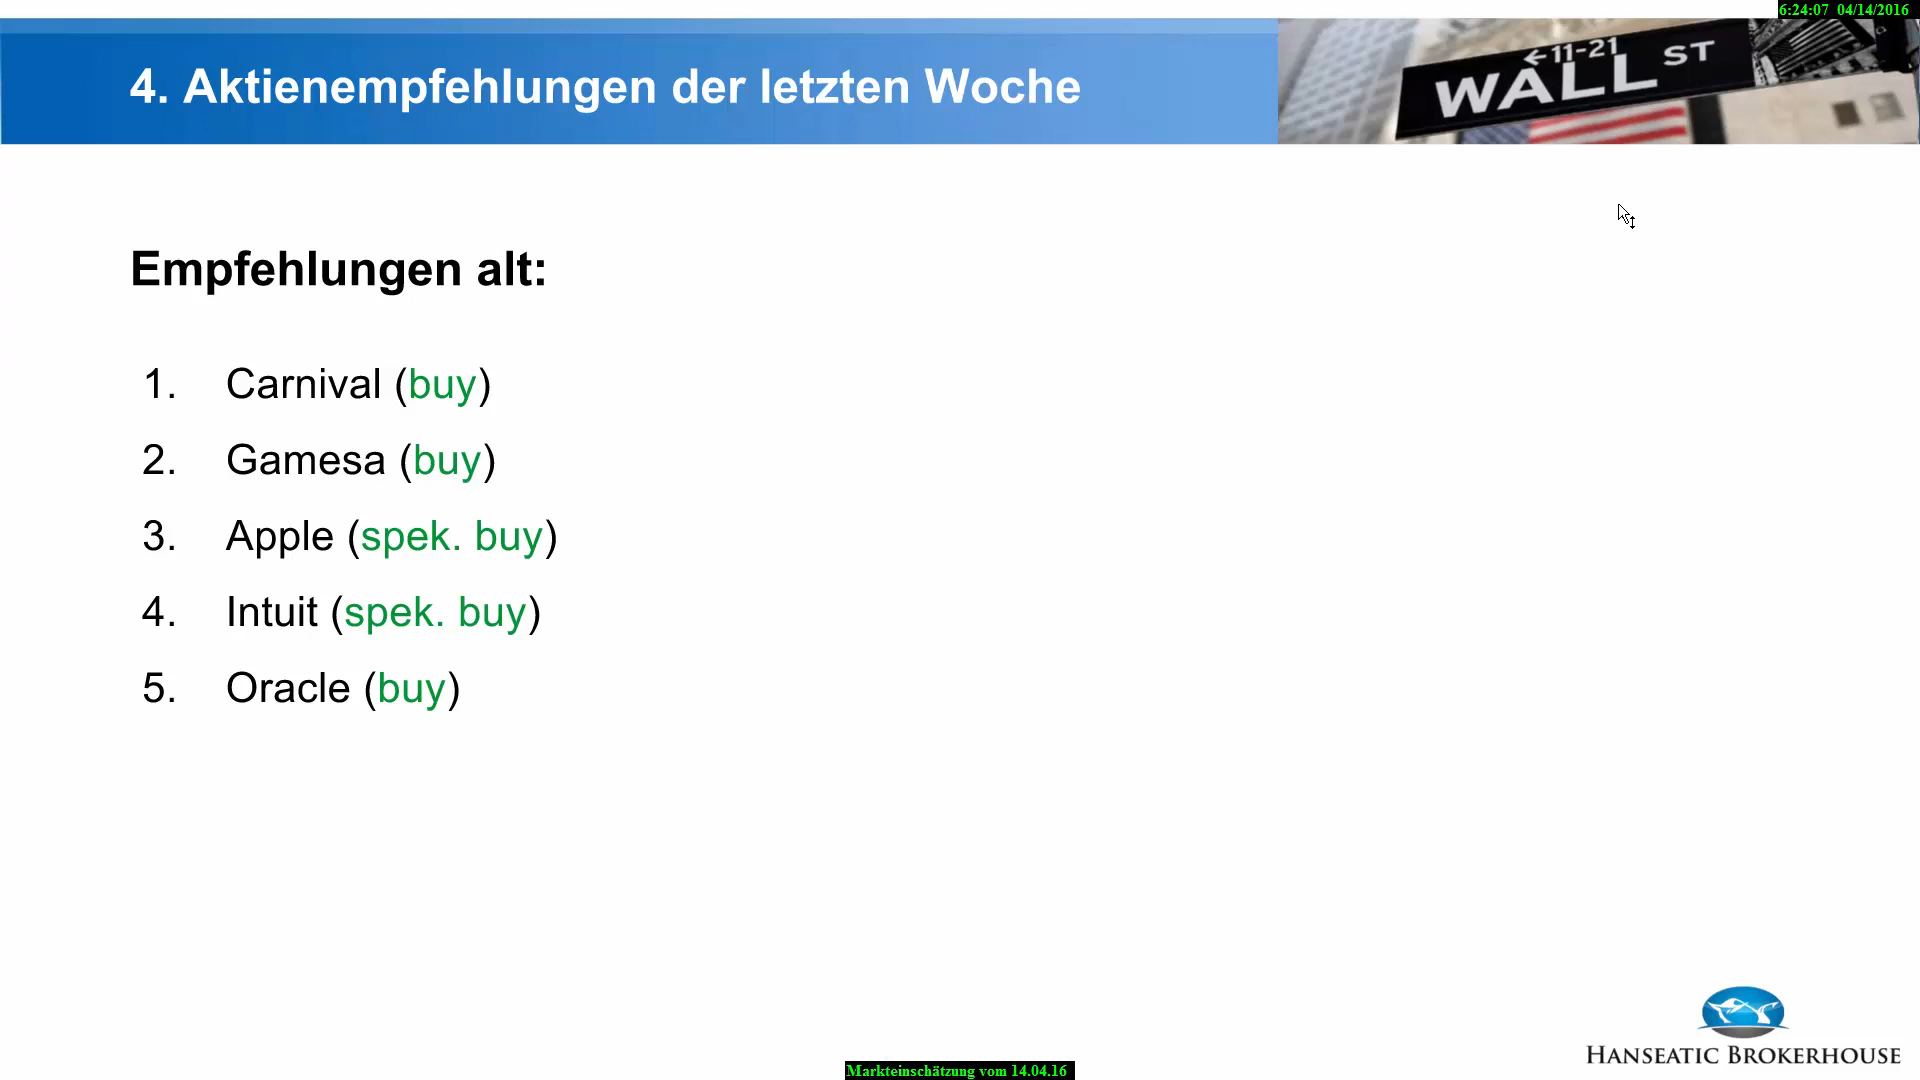 6:24:07 04/14/2016
4. Aktienempfehlungen der letzten Woche
←11-21
WALL ST
Empfehlungen alt:
1. Carnival (buy)
2. Gamesa (buy)
3. Apple (spek. buy)
4. Intuit (spek. buy)
5. Oracle (buy)
HANSEATIC BROKERHOUSE
Markteinschätzung vom 14.04.16